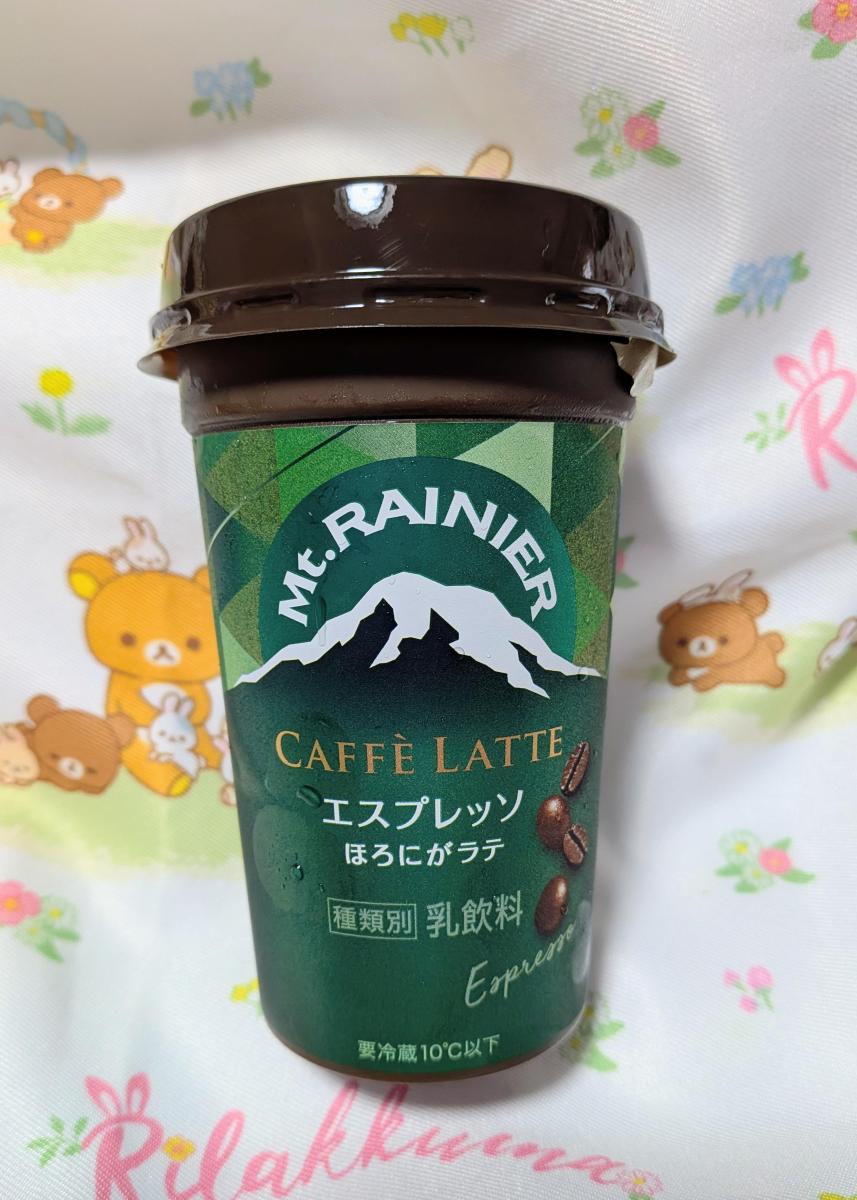 Mt.RAINIER
CAFFÈ LATTE
エスプレッソ
ほろにがラテ
種類別 乳飲料
Espresso
要冷蔵10℃以下
R
Rilakkuma